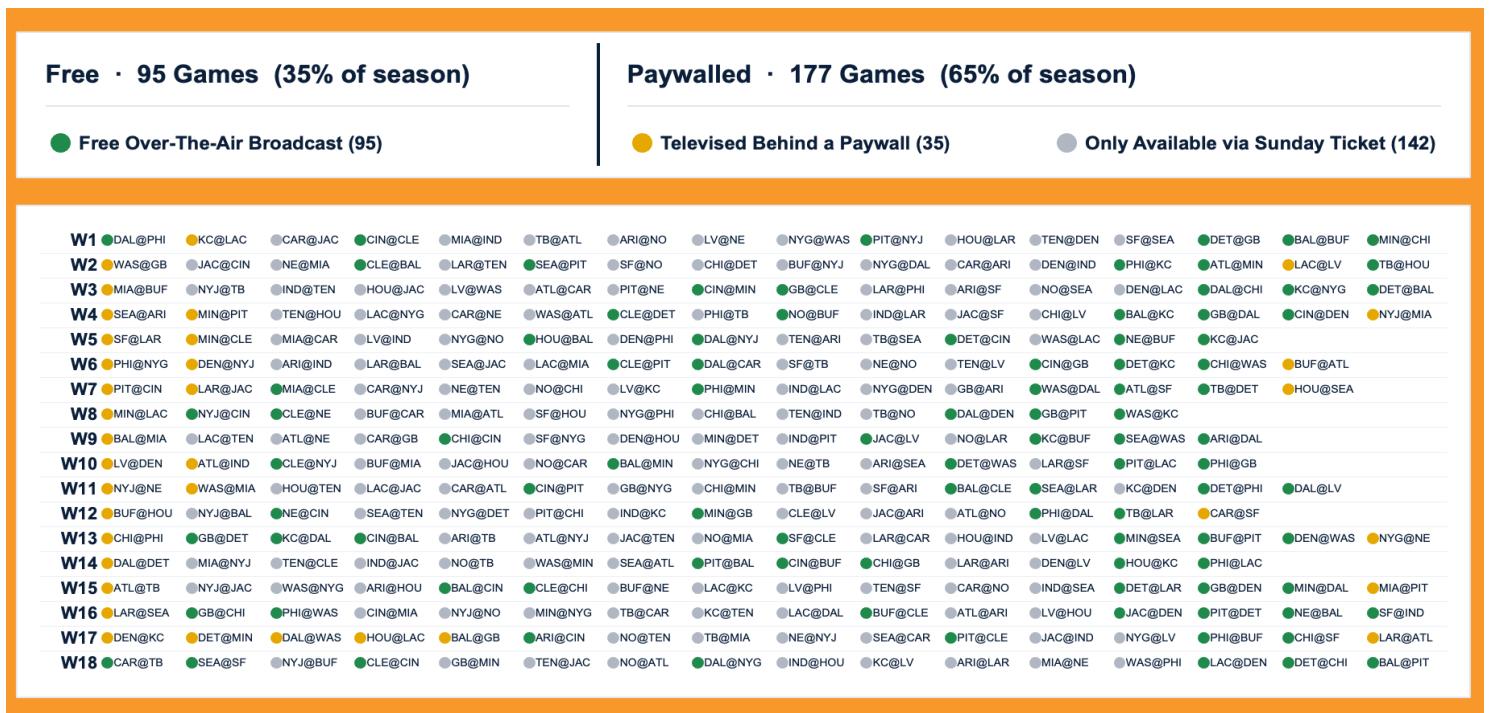 Free · 95 Games (35% of season)
Paywalled · 177 Games (65% of season)
Free Over-The-Air Broadcast (95)
Televised Behind a Paywall (35)
Only Available via Sunday Ticket (142)
W1 DAL@PHI KC@LAC CAR@JAC CIN@CLE MIA@IND TB@ATL ARI@NO LV@NE NYG@WAS PIT@NYJ HOU@LAR TEN@DEN SF@SEA DET@GB BAL@BUF MIN@CHI
W2 WAS@GB JAC@CIN NE@MIA CLE@BAL LAR@TEN SEA@PIT SF@NO CHI@DET BUF@NYJ NYG@DAL CAR@ARI DEN@IND PHI@KC ATL@MIN LAC@LV TB@HOU
W3 MIA@BUF NYJ@TB IND@TEN HOU@JAC LV@WAS ATL@CAR PIT@NE CIN@MIN GB@CLE LAR@PHI ARI@SF NO@SEA DEN@LAC DAL@CHI KC@NYG DET@BAL
W4 SEA@ARI MIN@PIT TEN@HOU LAC@NYG CAR@NE WAS@ATL CLE@DET PHI@TB NO@BUF IND@LAR JAC@SF CHI@LV BAL@KC GB@DAL CIN@DEN NYJ@MIA
W5 SF@LAR MIN@CLE MIA@CAR LV@IND NYG@NO HOU@BAL DEN@PHI DAL@NYJ TEN@ARI TB@SEA DET@CIN WAS@LAC NE@BUF KC@JAC
W6 PHI@NYG DEN@NYJ ARI@IND LAR@BAL SEA@JAC LAC@MIA CLE@PIT DAL@CAR SF@TB NE@NO TEN@LV CIN@GB DET@KC CHI@WAS BUF@ATL
W7 PIT@CIN LAR@JAC MIA@CLE CAR@NYJ NE@TEN NO@CHI LV@KC PHI@MIN IND@LAC NYG@DEN GB@ARI WAS@DAL ATL@SF TB@DET HOU@SEA
W8 MIN@LAC NYJ@CIN CLE@NE BUF@CAR MIA@ATL SF@HOU NYG@PHI CHI@BAL TEN@IND TB@NO DAL@DEN GB@PIT WAS@KC
W9 BAL@MIA LAC@TEN ATL@NE CAR@GB CHI@CIN SF@NYG DEN@HOU MIN@DET IND@PIT JAC@LV NO@LAR KC@BUF SEA@WAS ARI@DAL
W10 LV@DEN ATL@IND CLE@NYJ BUF@MIA JAC@HOU NO@CAR BAL@MIN NYG@CHI NE@TB ARI@SEA DET@WAS LAR@SF PIT@LAC PHI@GB
W11 NYJ@NE WAS@MIA HOU@TEN LAC@JAC CAR@ATL CIN@PIT GB@NYG CHI@MIN TB@BUF SF@ARI BAL@CLE SEA@LAR KC@DEN DET@PHI DAL@LV
W12 BUF@HOU NYJ@BAL NE@CIN SEA@TEN NYG@DET PIT@CHI IND@KC MIN@GB CLE@LV JAC@ARI ATL@NO PHI@DAL TB@LAR CAR@SF
W13 CHI@PHI GB@DET KC@DAL CIN@BAL ARI@TB ATL@NYJ JAC@TEN NO@MIA SF@CLE LAR@CAR HOU@IND LV@LAC MIN@SEA BUF@PIT DEN@WAS NYG@NE
W14 DAL@DET MIA@NYJ TEN@CLE IND@JAC NO@TB WAS@MIN SEA@ATL PIT@BAL CIN@BUF CHI@GB LAR@ARI DEN@LV HOU@KC PHI@LAC
W15 ATL@TB NYJ@JAC WAS@NYG ARI@HOU BAL@CIN CLE@CHI BUF@NE LAC@KC LV@PHI TEN@SF CAR@NO IND@SEA DET@LAR GB@DEN MIN@DAL MIA@PIT
W16 LAR@SEA GB@CHI PHI@WAS CIN@MIA NYJ@NO MIN@NYG TB@CAR KC@TEN LAC@DAL BUF@CLE ATL@ARI LV@HOU JAC@DEN PIT@DET NE@BAL SF@IND
W17 DEN@KC DET@MIN DAL@WAS HOU@LAC BAL@GB ARI@CIN NO@TEN TB@MIA NE@NYJ SEA@CAR PIT@CLE JAC@IND NYG@LV PHI@BUF CHI@SF LAR@ATL
W18 CAR@TB SEA@SF NYJ@BUF CLE@CIN GB@MIN TEN@JAC NO@ATL DAL@NYG IND@HOU KC@LV ARI@LAR MIA@NE WAS@PHI LAC@DEN DET@CHI BAL@PIT